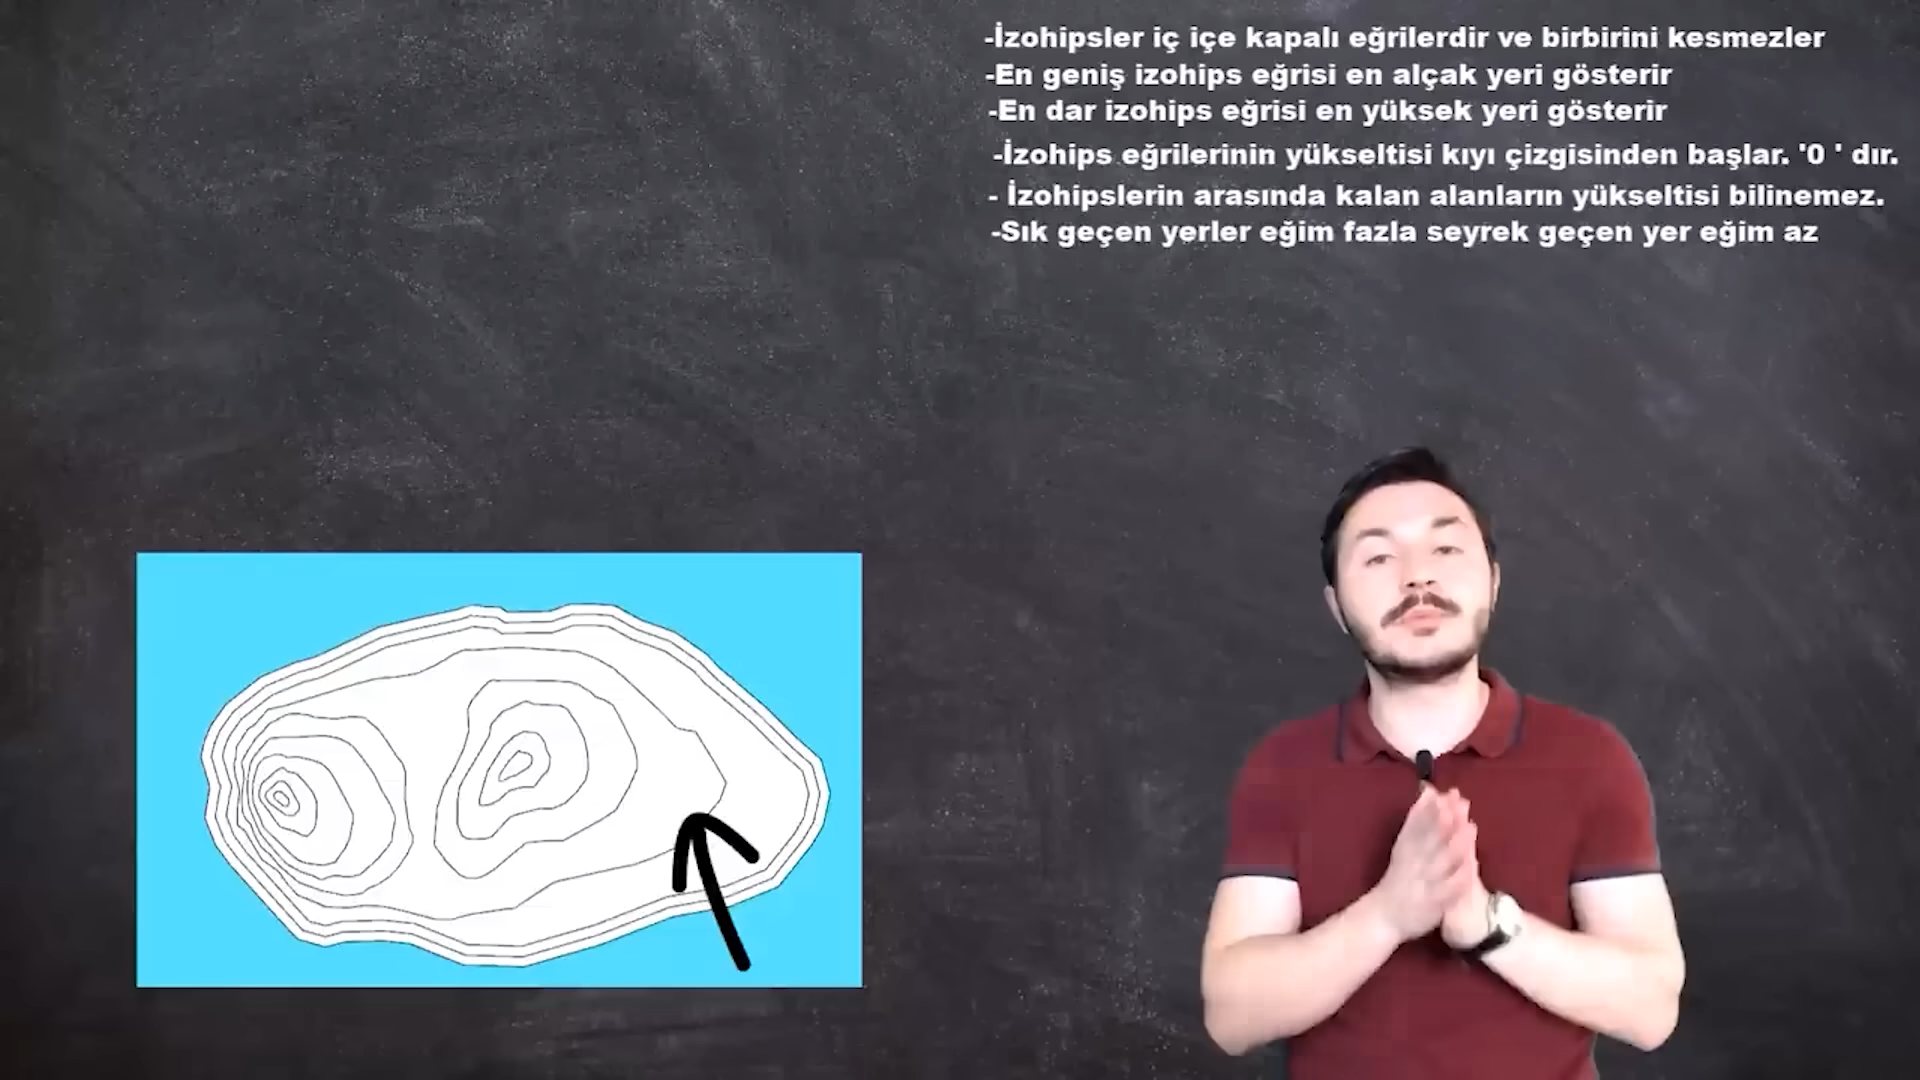 -İzohipsler iç içe kapalı eğrilerdir ve birbirini kesmezler
-En geniş izohips eğrisi en alçak yeri gösterir
-En dar izohips eğrisi en yüksek yeri gösterir
-İzohips eğrilerinin yükseltisi kıyı çizgisinden başlar. '0 ' dır.
- İzohipslerin arasında kalan alanların yükseltisi bilinemez.
-Sık geçen yerler eğim fazla seyrek geçen yer eğim az